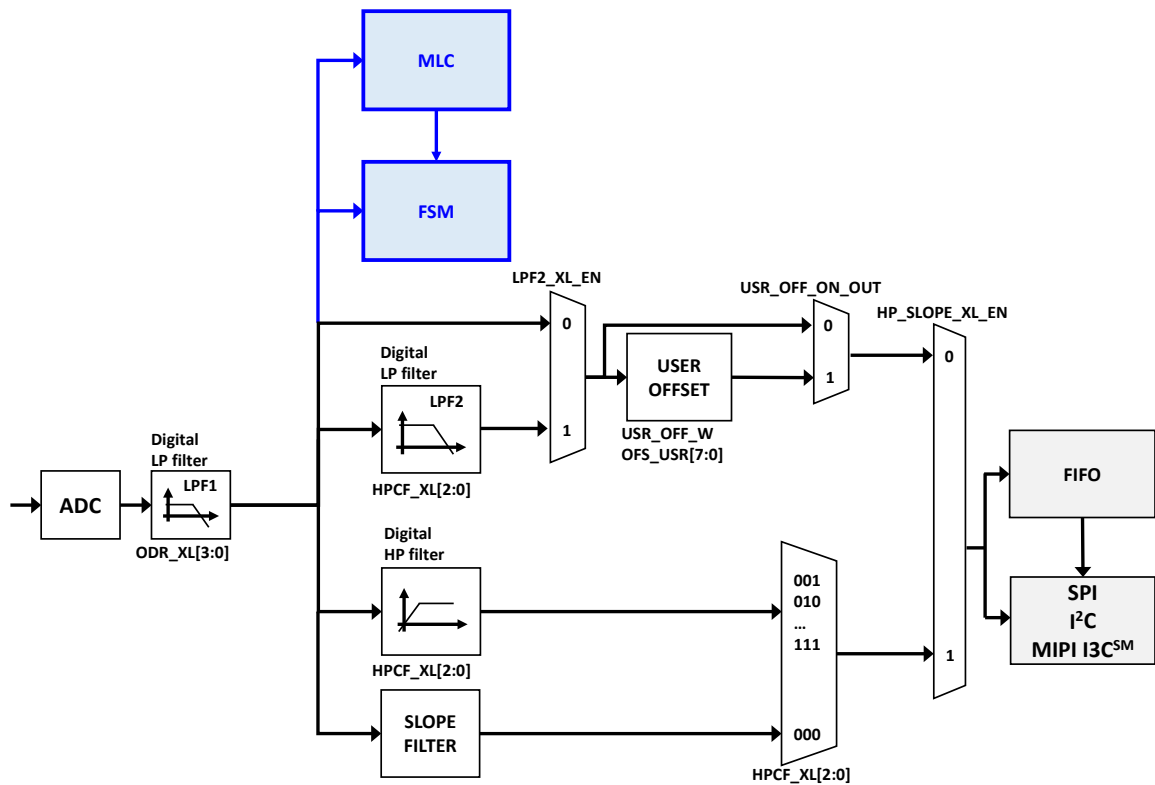 MLC
FSM
LPF2_XL_EN
0
1
USR_OFF_ON_OUT
0
1
HP_SLOPE_XL_EN
0
1
Digital
LP filter
LPF2
HPCF_XL[2:0]
USER
OFFSET
USR_OFF_W
OFS_USR[7:0]
ADC
Digital
LP filter
LPF1
ODR_XL[3:0]
Digital
HP filter
HPCF_XL[2:0]
SLOPE
FILTER
001
010
...
111
000
HPCF_XL[2:0]
FIFO
SPI
I²C
MIPI I3Cˢᴹ